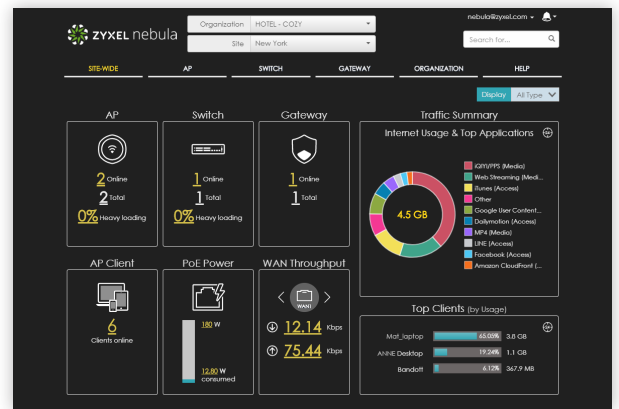 nebula@zyxel.com
ZYXEL nebula
Organization HOTEL - COZY
Site New York
Search for...
SITE-WIDE AP SWITCH GATEWAY ORGANIZATION HELP
Display All Type
AP
2 Online
2 Total
0% Heavy loading
Switch
1 Online
1 Total
0% Heavy loading
Gateway
1 Online
1 Total
Traffic Summary
Internet Usage & Top Applications
4.5 GB
iQIYI/PPS (Media)
Web Streaming (Medi...
iTunes (Access)
Other
Google User Content...
Dailymotion (Access)
MP4 (Media)
LINE (Access)
Facebook (Access)
Amazon CloudFront (...
AP Client
6
Clients online
PoE Power
180 W
12.80 W
consumed
WAN Throughput
WAN1
12.14 Kbps
75.44 Kbps
Top Clients (by Usage)
Mat_laptop 65.05% 3.8 GB
ANNE Desktop 19.24% 1.1 GB
Bandott 6.12% 367.9 MB